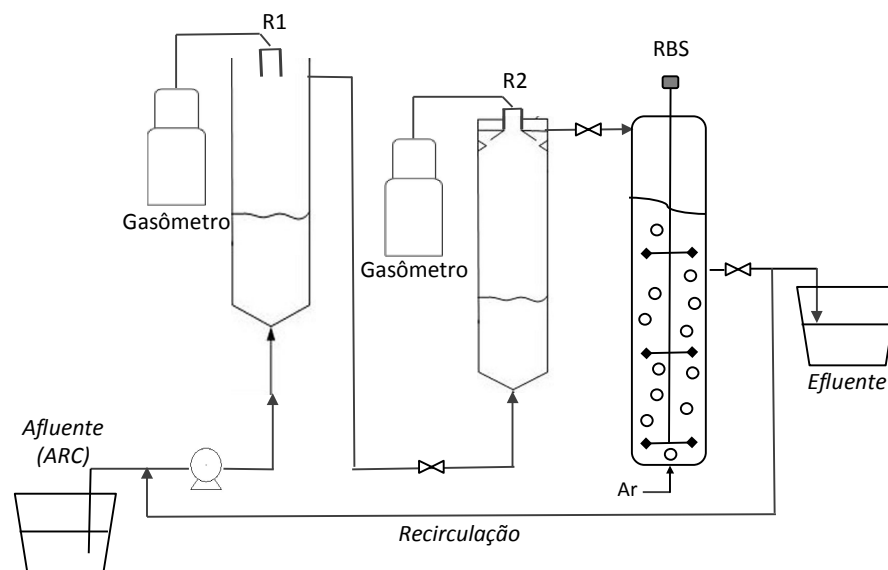 R1
R2
RBS
Gasômetro
Gasômetro
Afluente
(ARC)
Efluente
Ar
Recirculação